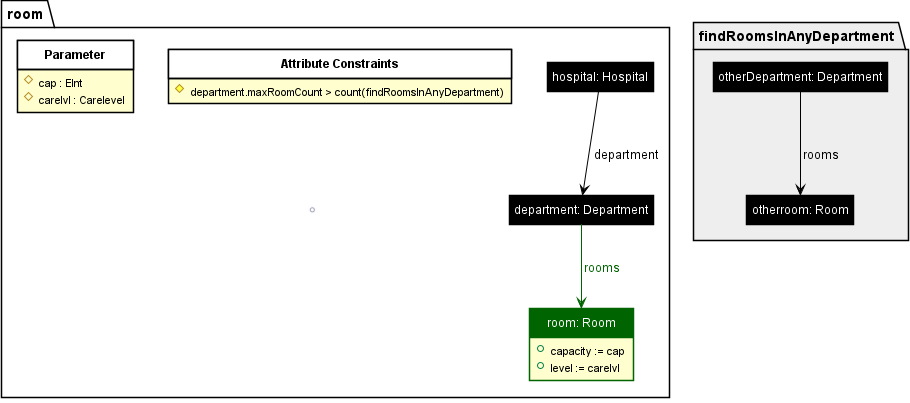 room
Parameter
cap : EInt
carelvl : Carelevel
Attribute Constraints
department.maxRoomCount > count(findRoomsInAnyDepartment)
hospital: Hospital
department
department: Department
rooms
room: Room
capacity := cap
level := carelvl
findRoomsInAnyDepartment
otherDepartment: Department
rooms
otherroom: Room